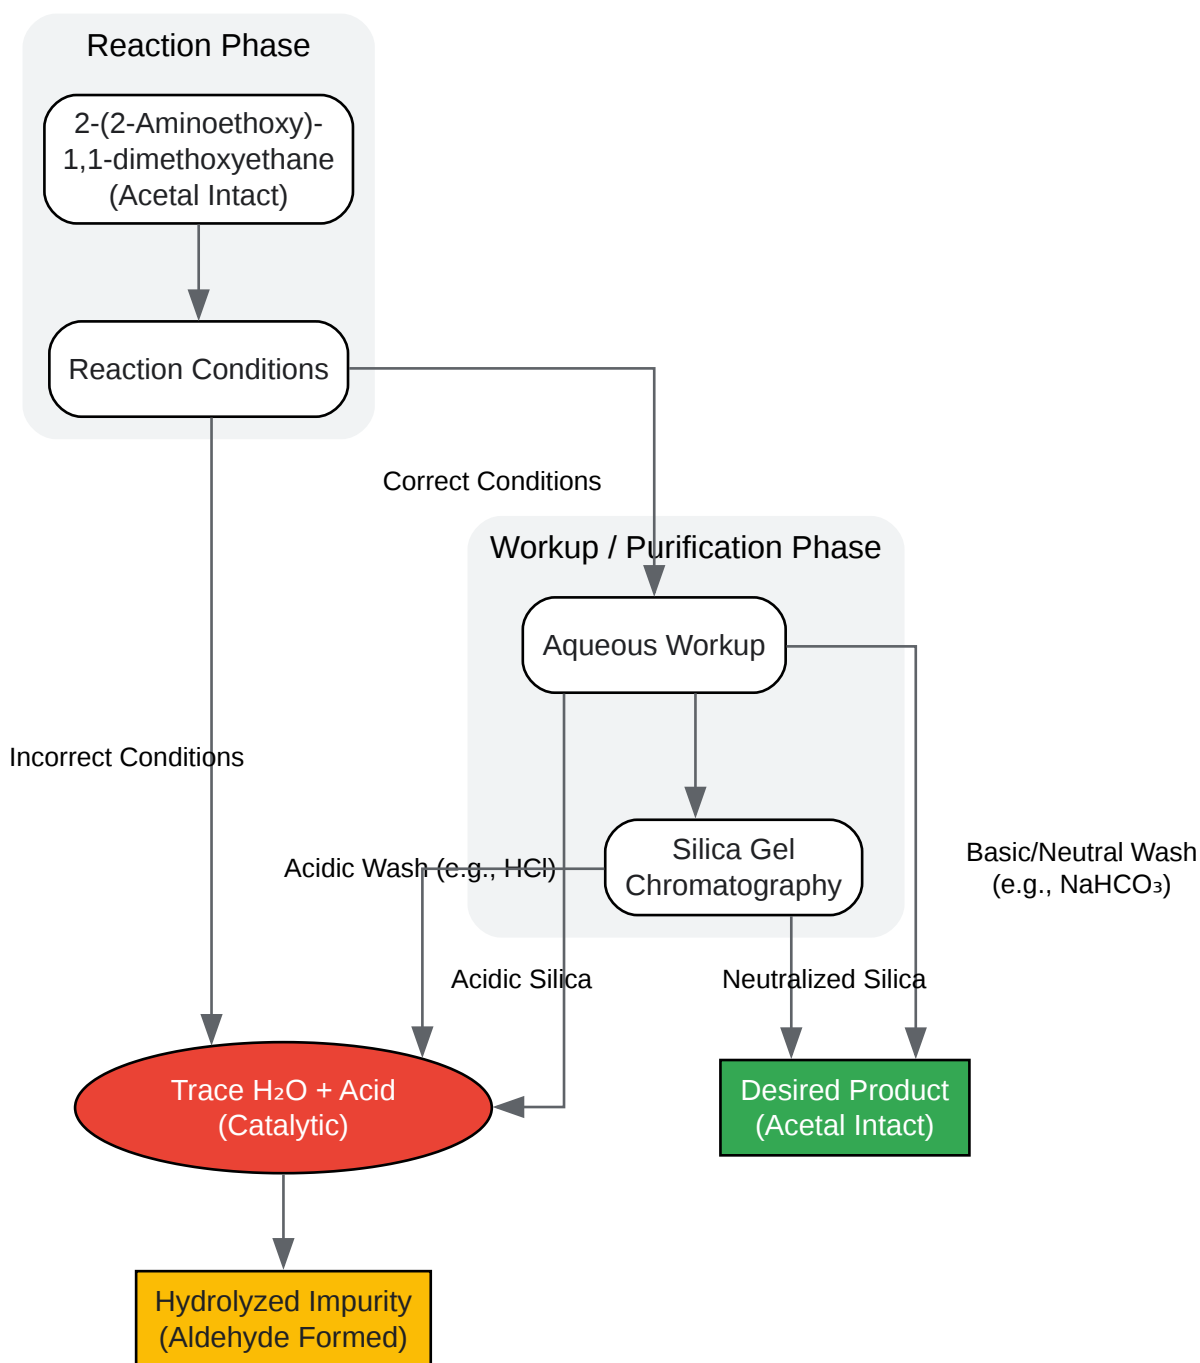 Reaction Phase
2-(2-Aminoethoxy)-
1,1-dimethoxyethane
(Acetal Intact)
Reaction Conditions
Correct Conditions
Workup / Purification Phase
Aqueous Workup
Incorrect Conditions
Silica Gel
Chromatography
Acidic Wash (e.g., HCl)
Basic/Neutral Wash
(e.g., NaHCO₃)
Acidic Silica
Neutralized Silica
Trace H₂O + Acid
(Catalytic)
Desired Product
(Acetal Intact)
Hydrolyzed Impurity
(Aldehyde Formed)